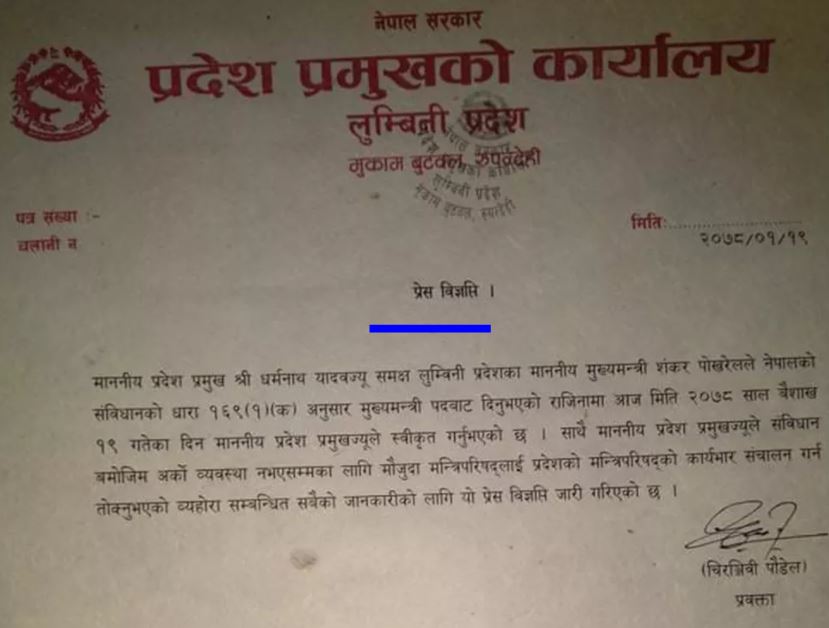 नेपाल सरकार
प्रदेश प्रमुखको कार्यालय
लुम्बिनी प्रदेश
मुकाम बुटवल, रुपन्देही
नेपाल सरकार
लुम्बिनी प्रदेश
मुकाम बुटवल,
पत्र संख्या :-
चलानी न
मितिः.........................
२०७८/०१/१९
प्रेस विज्ञप्ति ।
माननीय प्रदेश प्रमुख श्री धर्मनाथ यादवज्यू समक्ष लुम्विनी प्रदेशका माननीय मुख्यमन्त्री शंकर पोखरेलले नेपालको
संविधानको धारा १६९(१)(क) अनुसार मुख्यमन्त्री पदबाट दिनुभएको राजिनामा आज मिति २०७८ साल बैशाख
१९ गतेका दिन माननीय प्रदेश प्रमुखज्यूले स्वीकृत गर्नुभएको छ । साथै माननीय प्रदेश प्रमुखज्यूले संविधान
बमोजिम अर्को व्यवस्था नभएसम्मका लागि मौजुदा मन्त्रिपरिषद्लाई प्रदेशको मन्त्रिपरिषद्को कार्यभार संचालन गर्न
तोक्नुभएको व्यहोरा सम्बन्धित सबैको जानकारीको लागि यो प्रेस विज्ञप्ति जारी गरिएको छ ।
(चिरञ्जिवी पौडेल)
प्रवक्ता